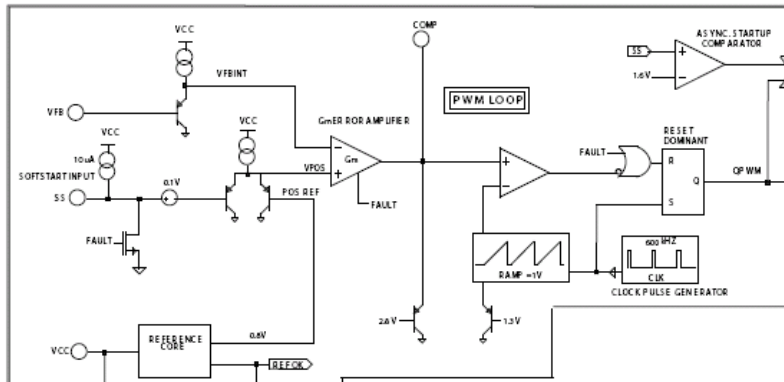 VCC
COMP
ASYNC. STARTUP
COMPARATOR
SS
+
1.6V
−
VFBINT
PWM LOOP
VFB
GmERROR AMPLIFIER
VCC
VCC
10uA
SOFTSTART INPUT
0.1V
VPOS
−
+
Gm
+
−
FAULT
RESET
DOMINANT
R
Q
S
QPWM
SS
+
POS REF
FAULT
FAULT
600 kHZ
CLK
RAMP =1V
CLOCK PULSE GENERATOR
2.8V
1.3V
0.8V
VCC
REFERENCE
CORE
REFOK